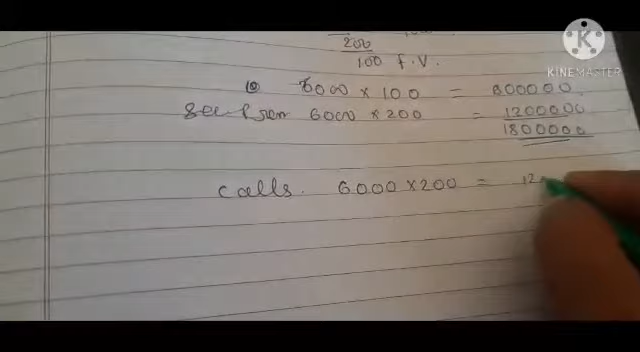 200
100 f.v.
6000 × 100 = 600000
Sec Prem 6000 × 200 = 1200000
1800000
calls. 6000 × 200 = 12
KINEMASTER